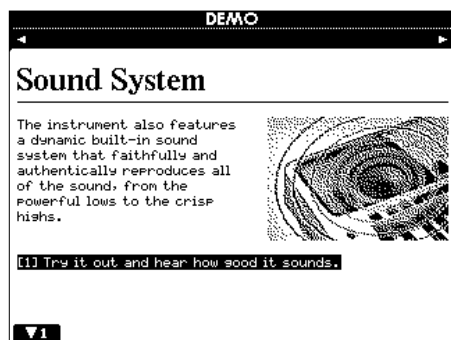 DEMO
Sound System
The instrument also features
a dynamic built-in sound
system that faithfully and
authentically reproduces all
of the sound, from the
powerful lows to the crisp
highs.
[1] Try it out and hear how good it sounds.
▼1